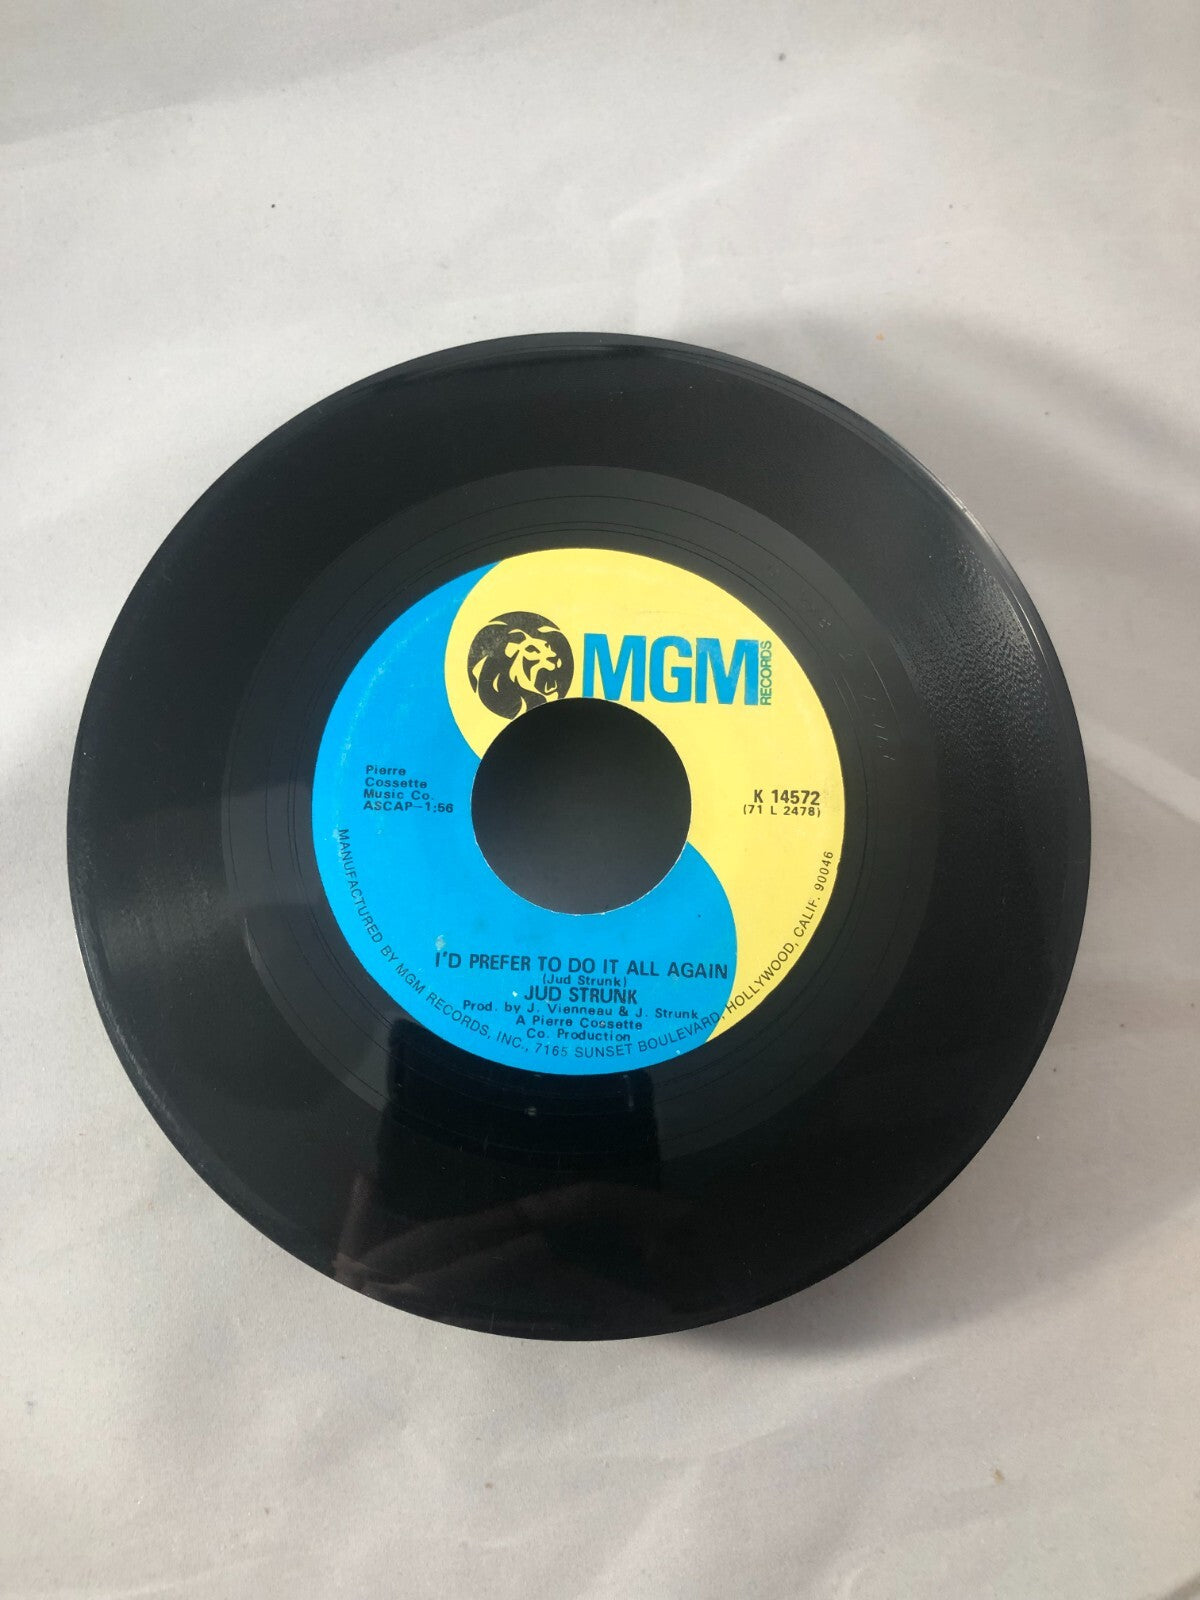 MGM
RECORDS
Pierre
Cossette
Music Co.
ASCAP-1:56
K 14572
(71 L 2478)
I'D PREFER TO DO IT ALL AGAIN
(Jud Strunk)
JUD STRUNK
Prod. by J. Vienneau & J. Strunk
A Pierre Cossette
Co. Production
MANUFACTURED BY MGM RECORDS, INC., 7165 SUNSET BOULEVARD, HOLLYWOOD, CALIF. 90046